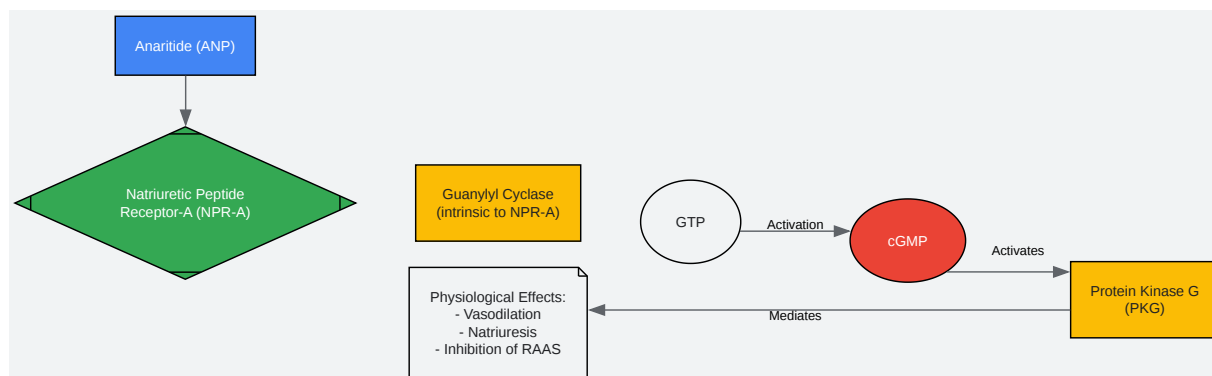 Anaritide (ANP)
Natriuretic Peptide
Receptor-A (NPR-A)
Guanylyl Cyclase
(intrinsic to NPR-A)
GTP
Activation
cGMP
Activates
Protein Kinase G
(PKG)
Mediates
Physiological Effects:
- Vasodilation
- Natriuresis
- Inhibition of RAAS